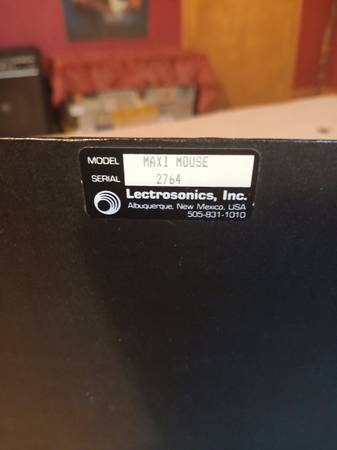 MODEL MAXI MOUSE
SERIAL 2764
Lectrosonics, Inc.
Albuquerque, New Mexico, USA
505-831-1010